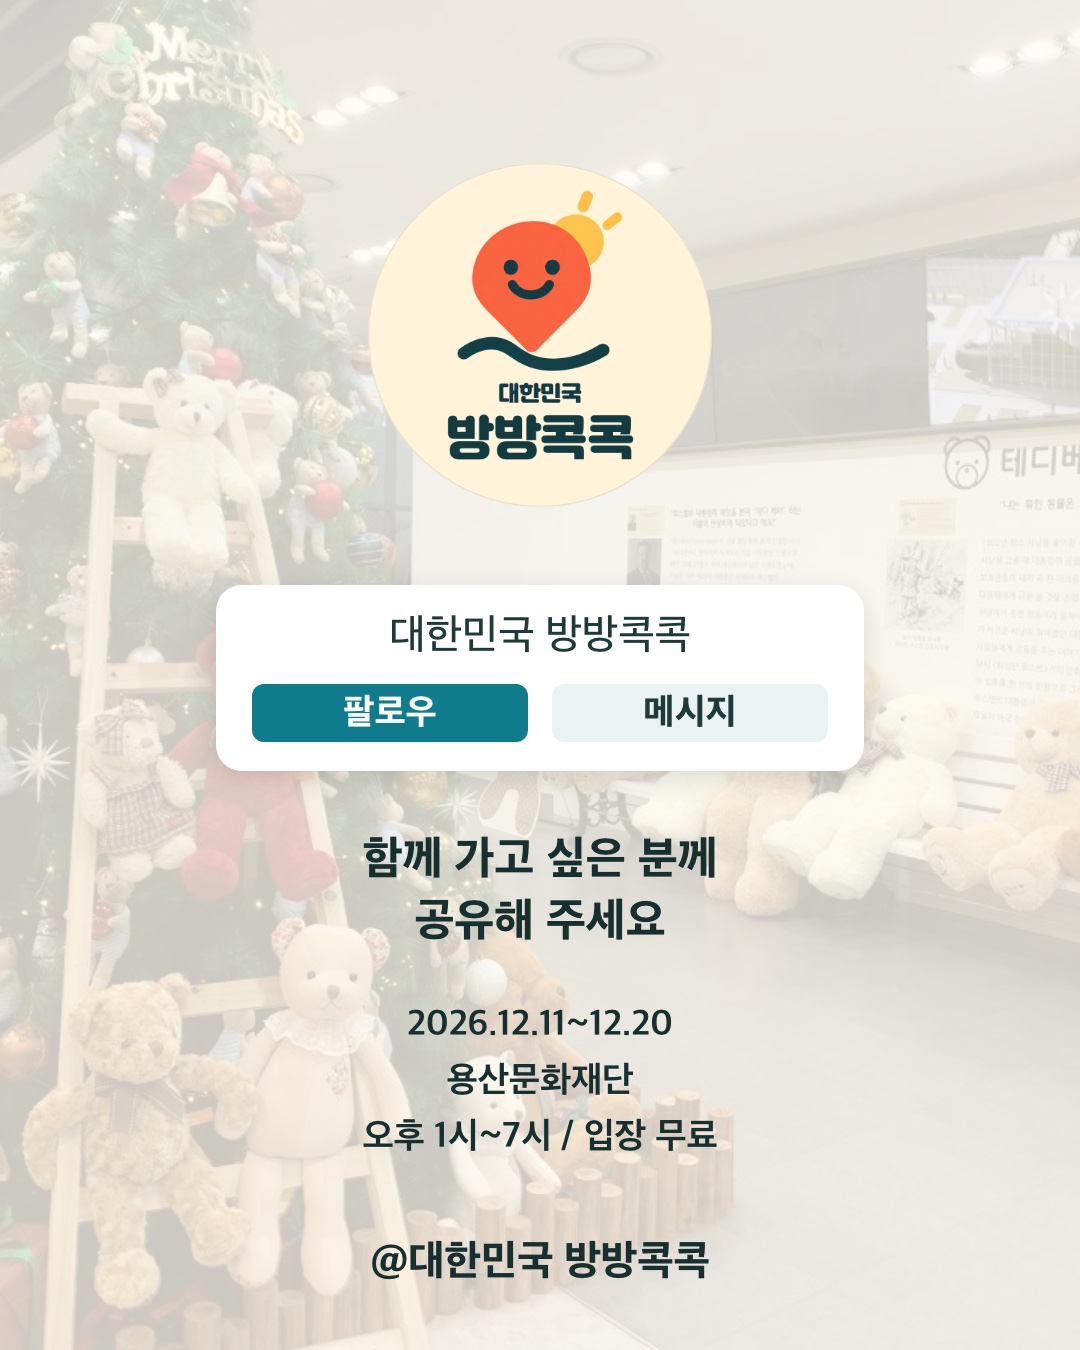 Merry
Christmas
대한민국
방방콕콕
테디베
대한민국 방방콕콕
팔로우
메시지
함께 가고 싶은 분께
공유해 주세요
2026.12.11~12.20
용산문화재단
오후 1시~7시 / 입장 무료
@대한민국 방방콕콕